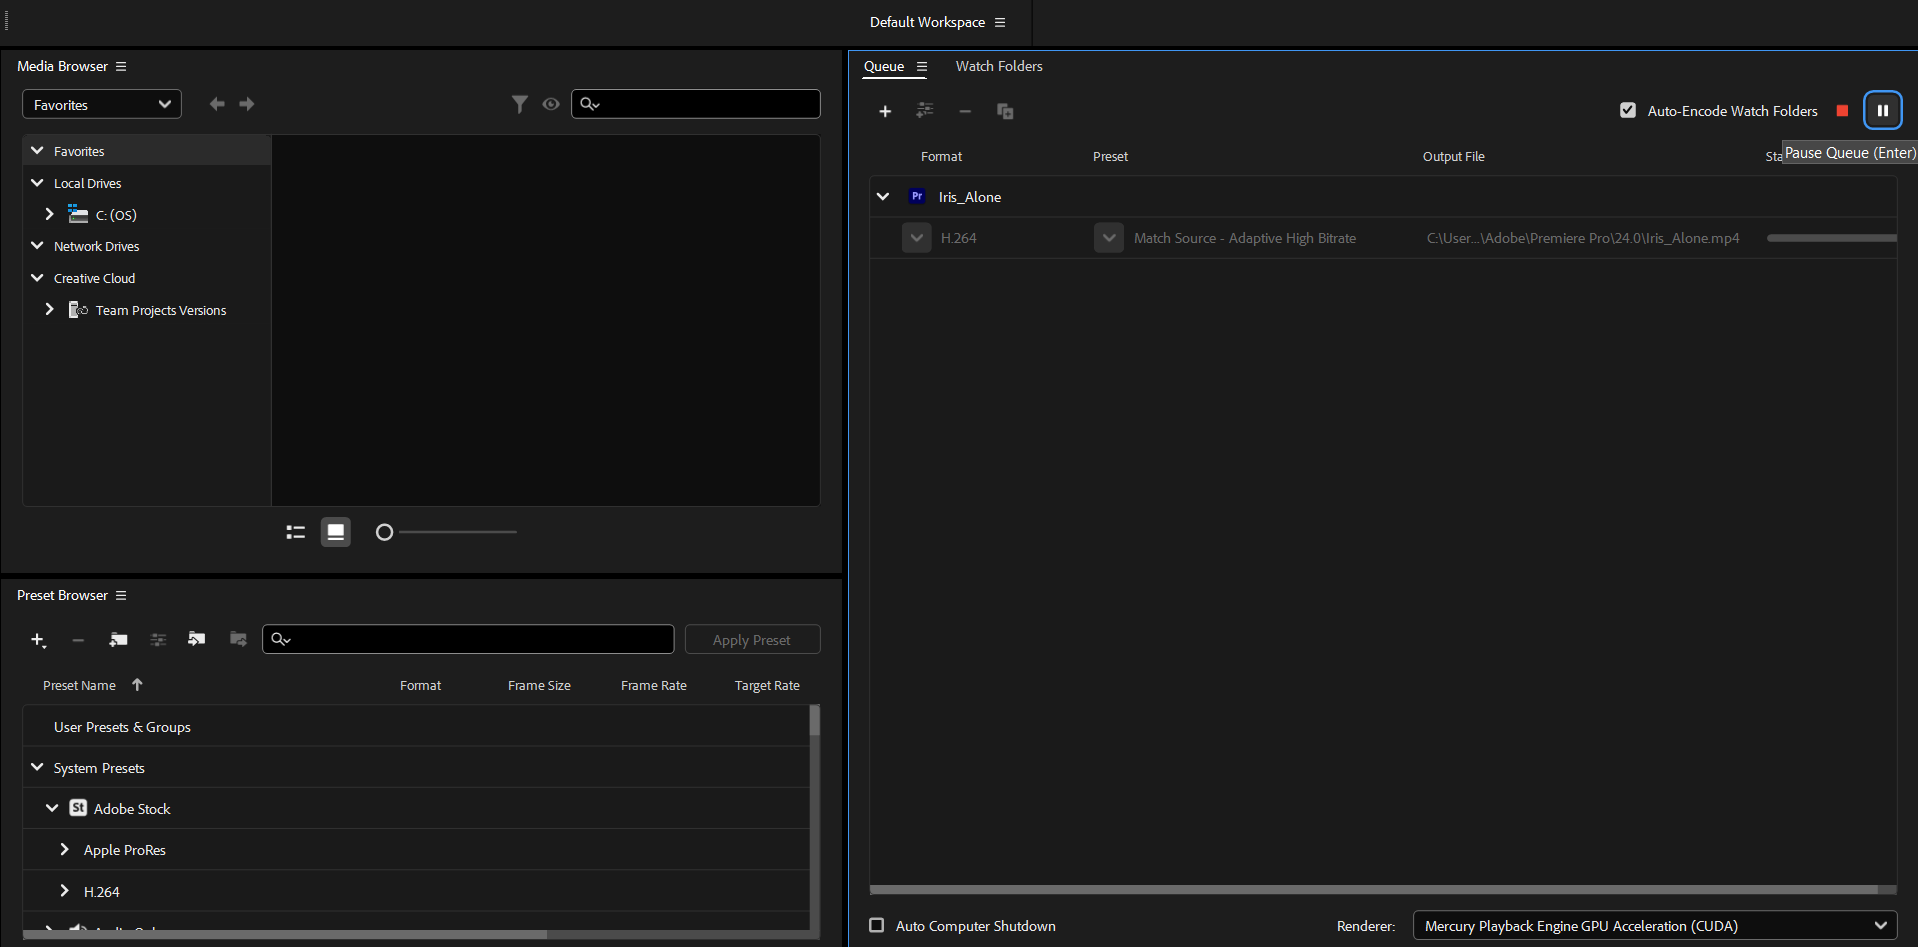 Default Workspace
Media Browser
Favorites
Favorites
Local Drives
C: (OS)
Network Drives
Creative Cloud
Team Projects Versions
Preset Browser
Apply Preset
Preset Name Format Frame Size Frame Rate Target Rate
User Presets & Groups
System Presets
St Adobe Stock
Apple ProRes
H.264
Queue Watch Folders
Auto-Encode Watch Folders
Pause Queue (Enter)
Format Preset Output File
Pr Iris_Alone
H.264 Match Source - Adaptive High Bitrate C:\User...\Adobe\Premiere Pro\24.0\Iris_Alone.mp4
Auto Computer Shutdown Renderer: Mercury Playback Engine GPU Acceleration (CUDA)